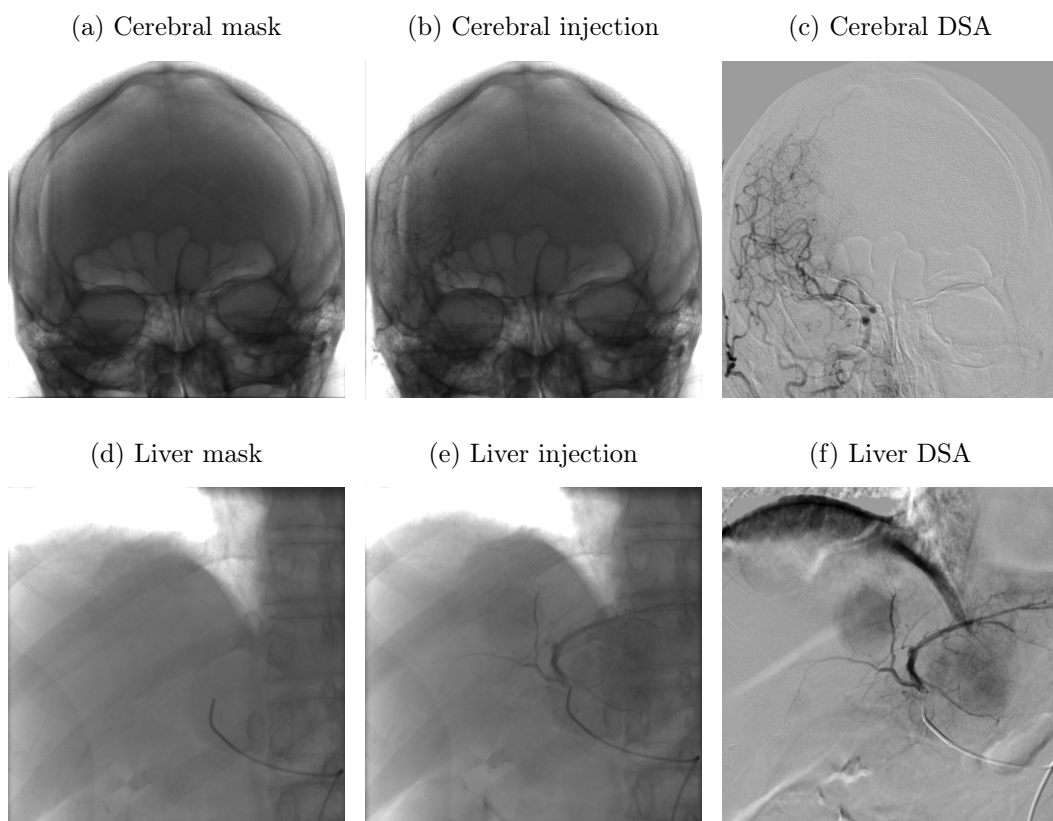 (a) Cerebral mask
(b) Cerebral injection
(c) Cerebral DSA
(d) Liver mask
(e) Liver injection
(f) Liver DSA